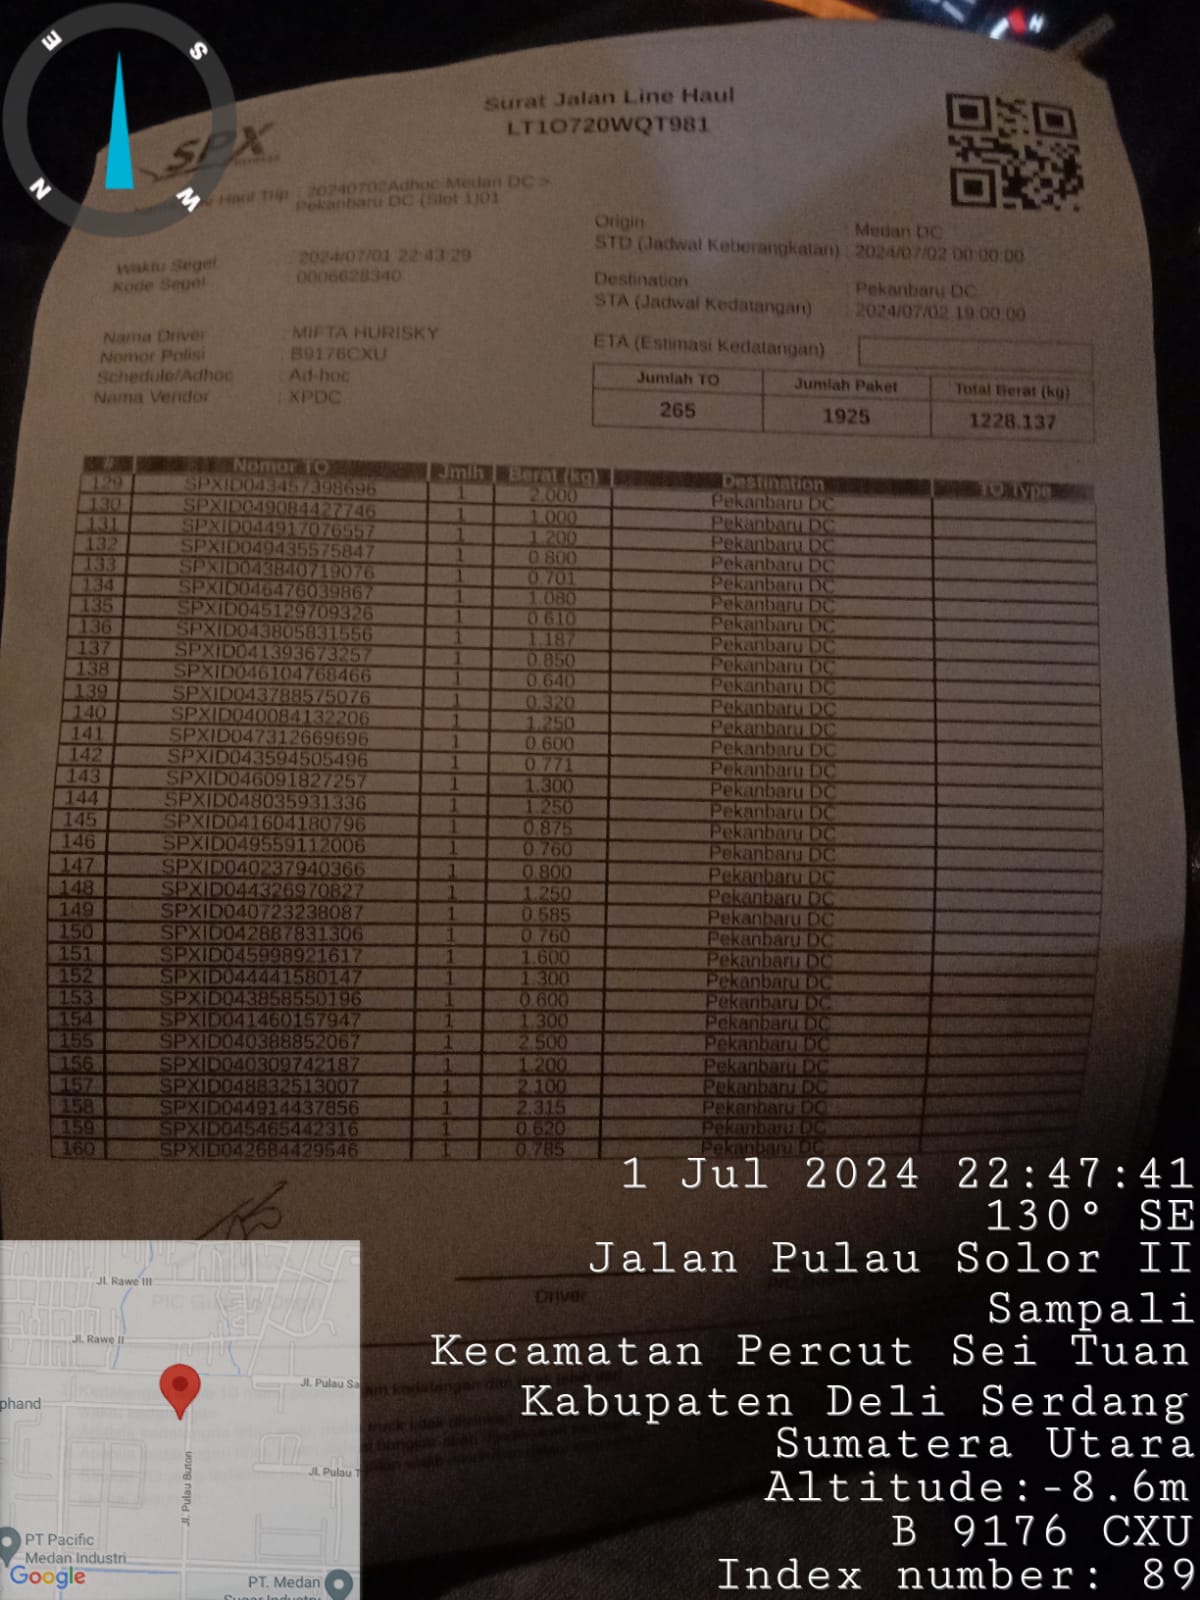 E
S
N
W
SPX
Surat Jalan Line Haul
LT1O720WQT981
Haul Trip : 20240702Adhoc-Medan DC >
Pekanbaru DC (Slot 1)01
Waktu Segel : 2024/07/01 22:43:29
Kode Segel : 0006628340
Nama Driver : MIFTA HURISKY
Nomor Polisi : B9176CXU
Schedule/Adhoc : Ad-hoc
Nama Vendor : XPDC
Origin : Medan DC
STD (Jadwal Keberangkatan) : 2024/07/02 00:00:00
Destination : Pekanbaru DC
STA (Jadwal Kedatangan) : 2024/07/02 19:00:00
ETA (Estimasi Kedatangan)
Jumlah TO Jumlah Paket Total Berat (kg)
265 1925 1228.137
# Nomor TO Jmlh Berat (kg) Destination TO Type
129 SPXID043457398696 1 2.000 Pekanbaru DC
130 SPXID049084427746 1 1.000 Pekanbaru DC
131 SPXID044917076557 1 1.200 Pekanbaru DC
132 SPXID049435575847 1 0.800 Pekanbaru DC
133 SPXID043840719076 1 0.701 Pekanbaru DC
134 SPXID046476039867 1 1.080 Pekanbaru DC
135 SPXID045129709326 1 0.610 Pekanbaru DC
136 SPXID043805831556 1 1.187 Pekanbaru DC
137 SPXID041393673257 1 0.850 Pekanbaru DC
138 SPXID046104768466 1 0.640 Pekanbaru DC
139 SPXID043788575076 1 0.320 Pekanbaru DC
140 SPXID040084132206 1 1.250 Pekanbaru DC
141 SPXID047312669696 1 0.600 Pekanbaru DC
142 SPXID043594505496 1 0.771 Pekanbaru DC
143 SPXID046091827257 1 1.300 Pekanbaru DC
144 SPXID048035931336 1 1.250 Pekanbaru DC
145 SPXID041604180796 1 0.875 Pekanbaru DC
146 SPXID049559112006 1 0.760 Pekanbaru DC
147 SPXID040237940366 1 0.800 Pekanbaru DC
148 SPXID044326970827 1 1.250 Pekanbaru DC
149 SPXID040723238087 1 0.585 Pekanbaru DC
150 SPXID042887831306 1 0.760 Pekanbaru DC
151 SPXID045998921617 1 1.600 Pekanbaru DC
152 SPXID044441580147 1 1.300 Pekanbaru DC
153 SPXID043858550196 1 0.600 Pekanbaru DC
154 SPXID041460157947 1 1.300 Pekanbaru DC
155 SPXID040388852067 1 2.500 Pekanbaru DC
156 SPXID040309742187 1 1.200 Pekanbaru DC
157 SPXID048832513007 1 2.100 Pekanbaru DC
158 SPXID044914437856 1 2.315 Pekanbaru DC
159 SPXID045465442316 1 0.620 Pekanbaru DC
160 SPXID042684429546 1 0.785 Pekanbaru DC
Driver
1 Jul 2024 22:47:41
130° SE
Jalan Pulau Solor II
Sampali
Kecamatan Percut Sei Tuan
Kabupaten Deli Serdang
Sumatera Utara
Altitude:-8.6m
B 9176 CXU
Index number: 89
Jl. Rawe III
Jl. Rawe II
Jl. Pulau Sa
phand
Jl. Pulau Buton
Jl. Pulau T
PT Pacific
Medan Industri
Google
PT. Medan
Sugar Industry